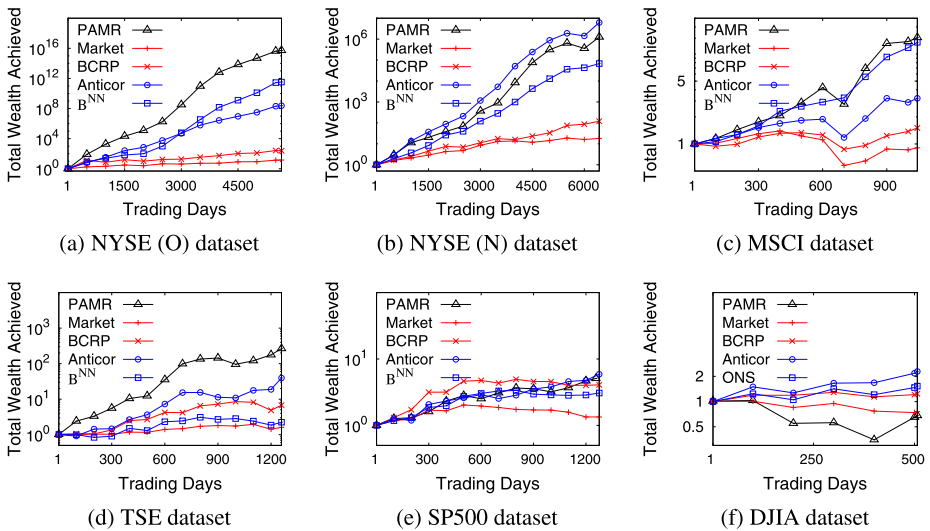 Total Wealth Achieved
10^16
10^12
10^8
10^4
10^0
PAMR
Market
BCRP
Anticor
B^NN
1 1500 3000 4500
Trading Days
(a) NYSE (O) dataset
Total Wealth Achieved
10^6
10^3
10^0
PAMR
Market
BCRP
Anticor
B^NN
1 1500 3000 4500 6000
Trading Days
(b) NYSE (N) dataset
Total Wealth Achieved
5
1
PAMR
Market
BCRP
Anticor
B^NN
1 300 600 900
Trading Days
(c) MSCI dataset
Total Wealth Achieved
10^3
10^2
10^1
10^0
PAMR
Market
BCRP
Anticor
B^NN
1 300 600 900 1200
Trading Days
(d) TSE dataset
Total Wealth Achieved
10^1
10^0
PAMR
Market
BCRP
Anticor
B^NN
1 300 600 900 1200
Trading Days
(e) SP500 dataset
Total Wealth Achieved
2
1
0.5
PAMR
Market
BCRP
Anticor
ONS
1 250 500
Trading Days
(f) DJIA dataset